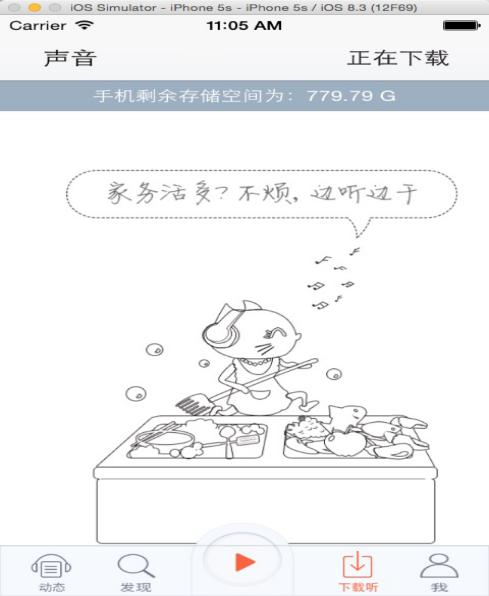 iOS Simulator - iPhone 5s - iPhone 5s / iOS 8.3 (12F69)
Carrier 11:05 AM
声音 正在下载
手机剩余存储空间为：779.79 G
家务活多？不烦，边听边干
动态 发现 下载听 我